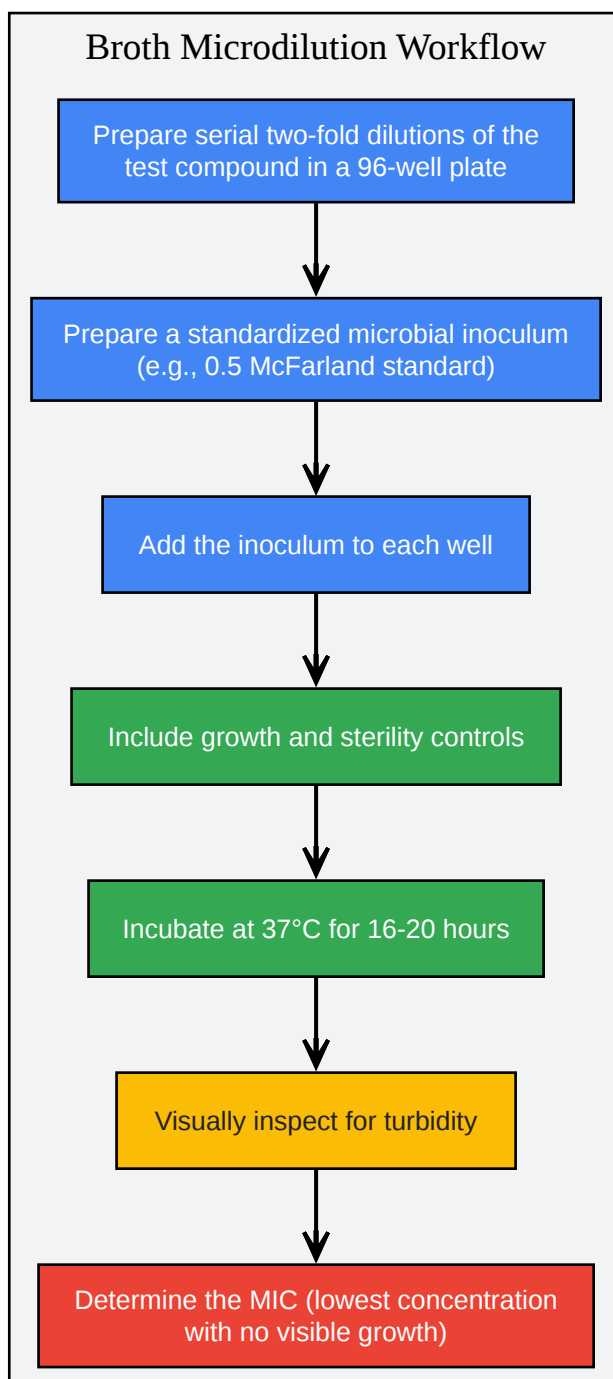 Broth Microdilution Workflow
Prepare serial two-fold dilutions of the
test compound in a 96-well plate
Prepare a standardized microbial inoculum
(e.g., 0.5 McFarland standard)
Add the inoculum to each well
Include growth and sterility controls
Incubate at 37°C for 16-20 hours
Visually inspect for turbidity
Determine the MIC (lowest concentration
with no visible growth)